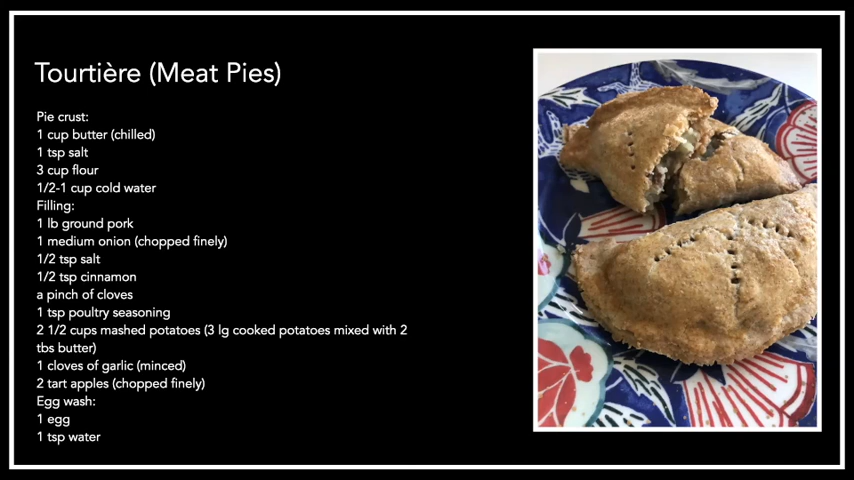 Tourtière (Meat Pies)
Pie crust:
1 cup butter (chilled)
1 tsp salt
3 cup flour
1/2-1 cup cold water
Filling:
1 lb ground pork
1 medium onion (chopped finely)
1/2 tsp salt
1/2 tsp cinnamon
a pinch of cloves
1 tsp poultry seasoning
2 1/2 cups mashed potatoes (3 lg cooked potatoes mixed with 2
tbs butter)
1 cloves of garlic (minced)
2 tart apples (chopped finely)
Egg wash:
1 egg
1 tsp water